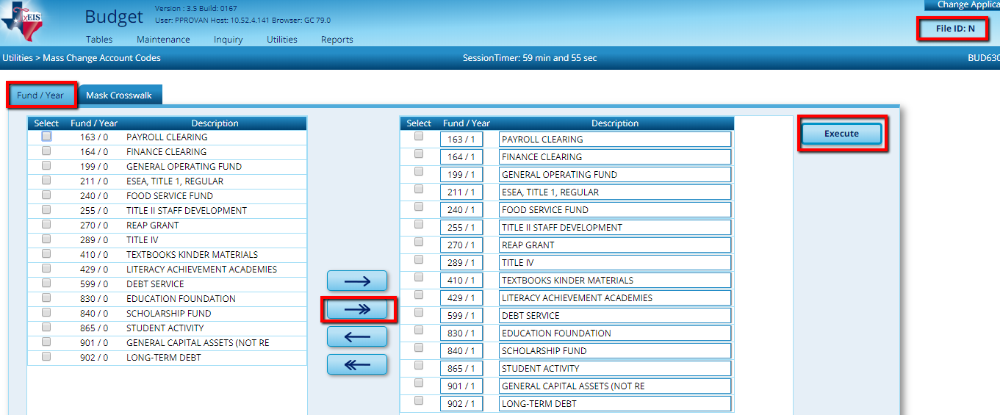 TxEIS
Budget
Version : 3.5 Build: 0167
User: PPROVAN Host: 10.52.4.141 Browser: GC 79.0
Change Applica
File ID: N
Tables Maintenance Inquiry Utilities Reports
Utilities > Mass Change Account Codes SessionTimer: 59 min and 55 sec BUD630
Fund / Year Mask Crosswalk
Select Fund / Year Description
163 / 0 PAYROLL CLEARING
164 / 0 FINANCE CLEARING
199 / 0 GENERAL OPERATING FUND
211 / 0 ESEA, TITLE 1, REGULAR
240 / 0 FOOD SERVICE FUND
255 / 0 TITLE II STAFF DEVELOPMENT
270 / 0 REAP GRANT
289 / 0 TITLE IV
410 / 0 TEXTBOOKS KINDER MATERIALS
429 / 0 LITERACY ACHIEVEMENT ACADEMIES
599 / 0 DEBT SERVICE
830 / 0 EDUCATION FOUNDATION
840 / 0 SCHOLARSHIP FUND
865 / 0 STUDENT ACTIVITY
901 / 0 GENERAL CAPITAL ASSETS (NOT RE
902 / 0 LONG-TERM DEBT
Select Fund / Year Description
163 / 1 PAYROLL CLEARING
164 / 1 FINANCE CLEARING
199 / 1 GENERAL OPERATING FUND
211 / 1 ESEA, TITLE 1, REGULAR
240 / 1 FOOD SERVICE FUND
255 / 1 TITLE II STAFF DEVELOPMENT
270 / 1 REAP GRANT
289 / 1 TITLE IV
410 / 1 TEXTBOOKS KINDER MATERIALS
429 / 1 LITERACY ACHIEVEMENT ACADEMIES
599 / 1 DEBT SERVICE
830 / 1 EDUCATION FOUNDATION
840 / 1 SCHOLARSHIP FUND
865 / 1 STUDENT ACTIVITY
901 / 1 GENERAL CAPITAL ASSETS (NOT RE
902 / 1 LONG-TERM DEBT
Execute